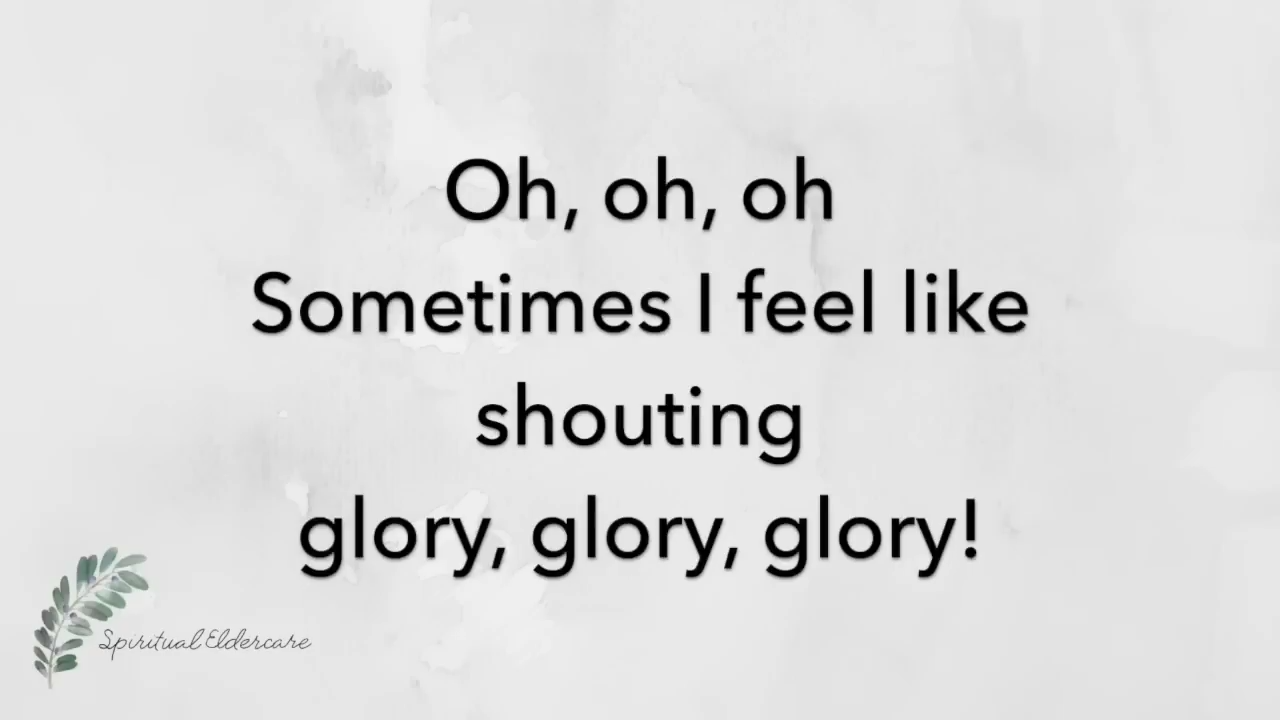 Oh, oh, oh
Sometimes I feel like
shouting
glory, glory, glory!
Spiritual Eldercare